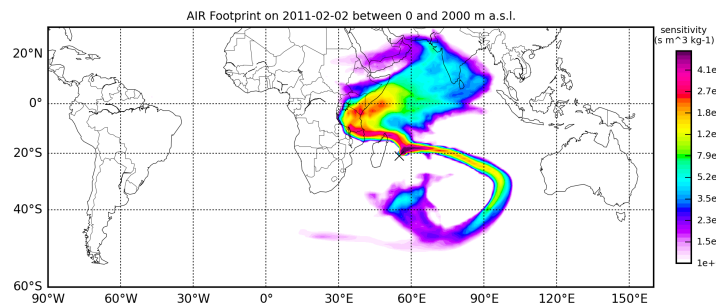 AIR Footprint on 2011-02-02 between 0 and 2000 m a.s.l.
sensitivity
(s m^3 kg-1)
20°N
0°
20°S
40°S
60°S
90°W 60°W 30°W 0° 30°E 60°E 90°E 120°E 150°E
4.1e
2.7e
1.8e
1.2e
7.9e
5.2e
3.5e
2.3e
1.5e
1e+